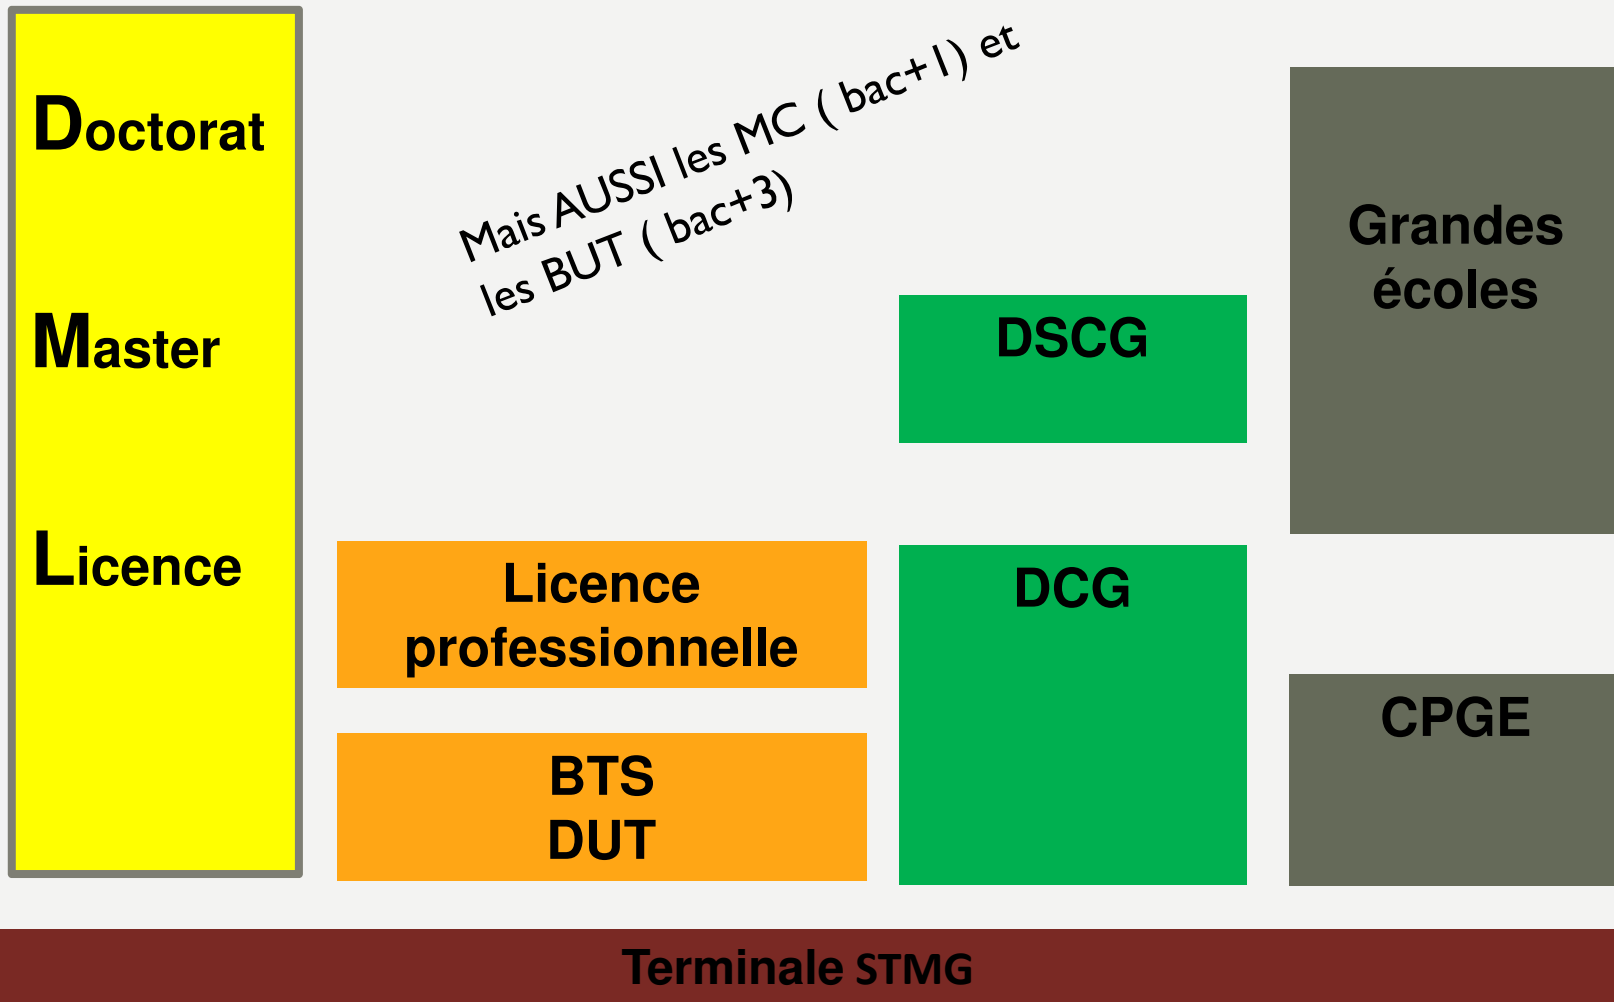 Doctorat
Master
Licence
Mais AUSSI les MC ( bac+1) et
les BUT ( bac+3)
Licence
professionnelle
BTS
DUT
DSCG
DCG
Grandes
écoles
CPGE
Terminale STMG